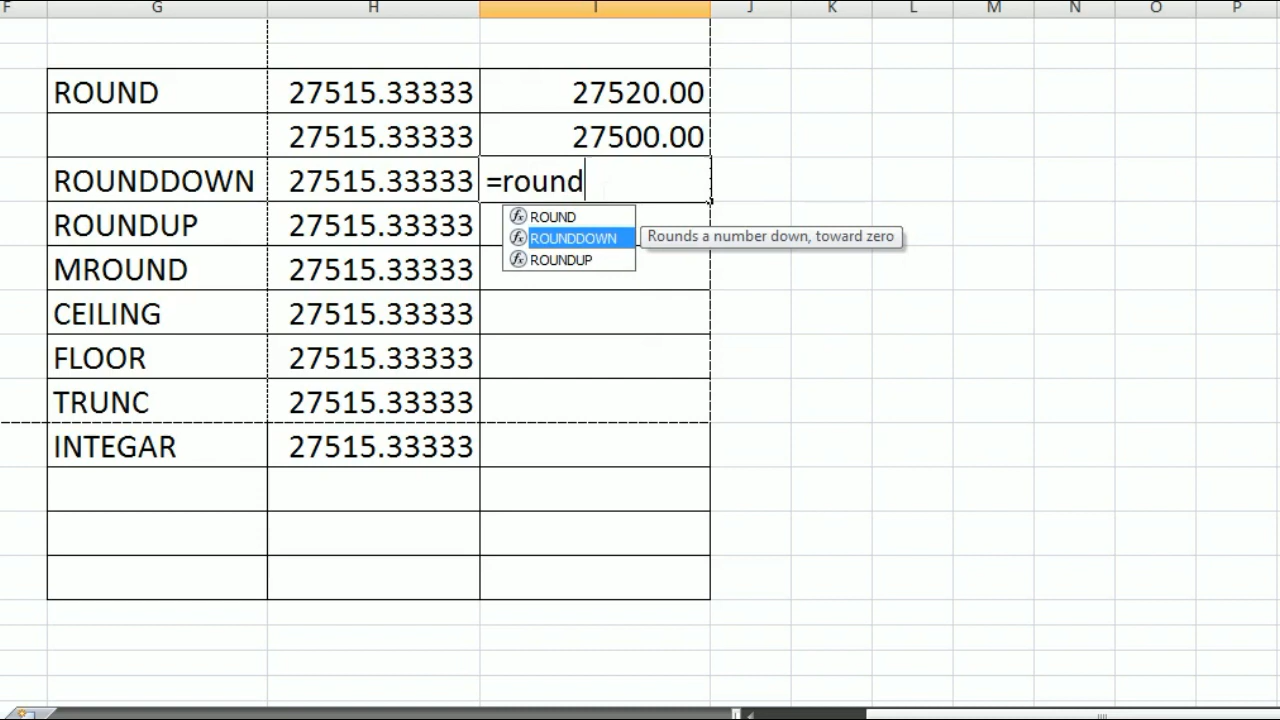 F G H I J K L M N O P
ROUND 27515.33333 27520.00
27515.33333 27500.00
ROUNDDOWN 27515.33333 =round
ROUND
ROUNDDOWN Rounds a number down, toward zero
ROUNDUP
ROUNDUP 27515.33333
MROUND 27515.33333
CEILING 27515.33333
FLOOR 27515.33333
TRUNC 27515.33333
INTEGAR 27515.33333